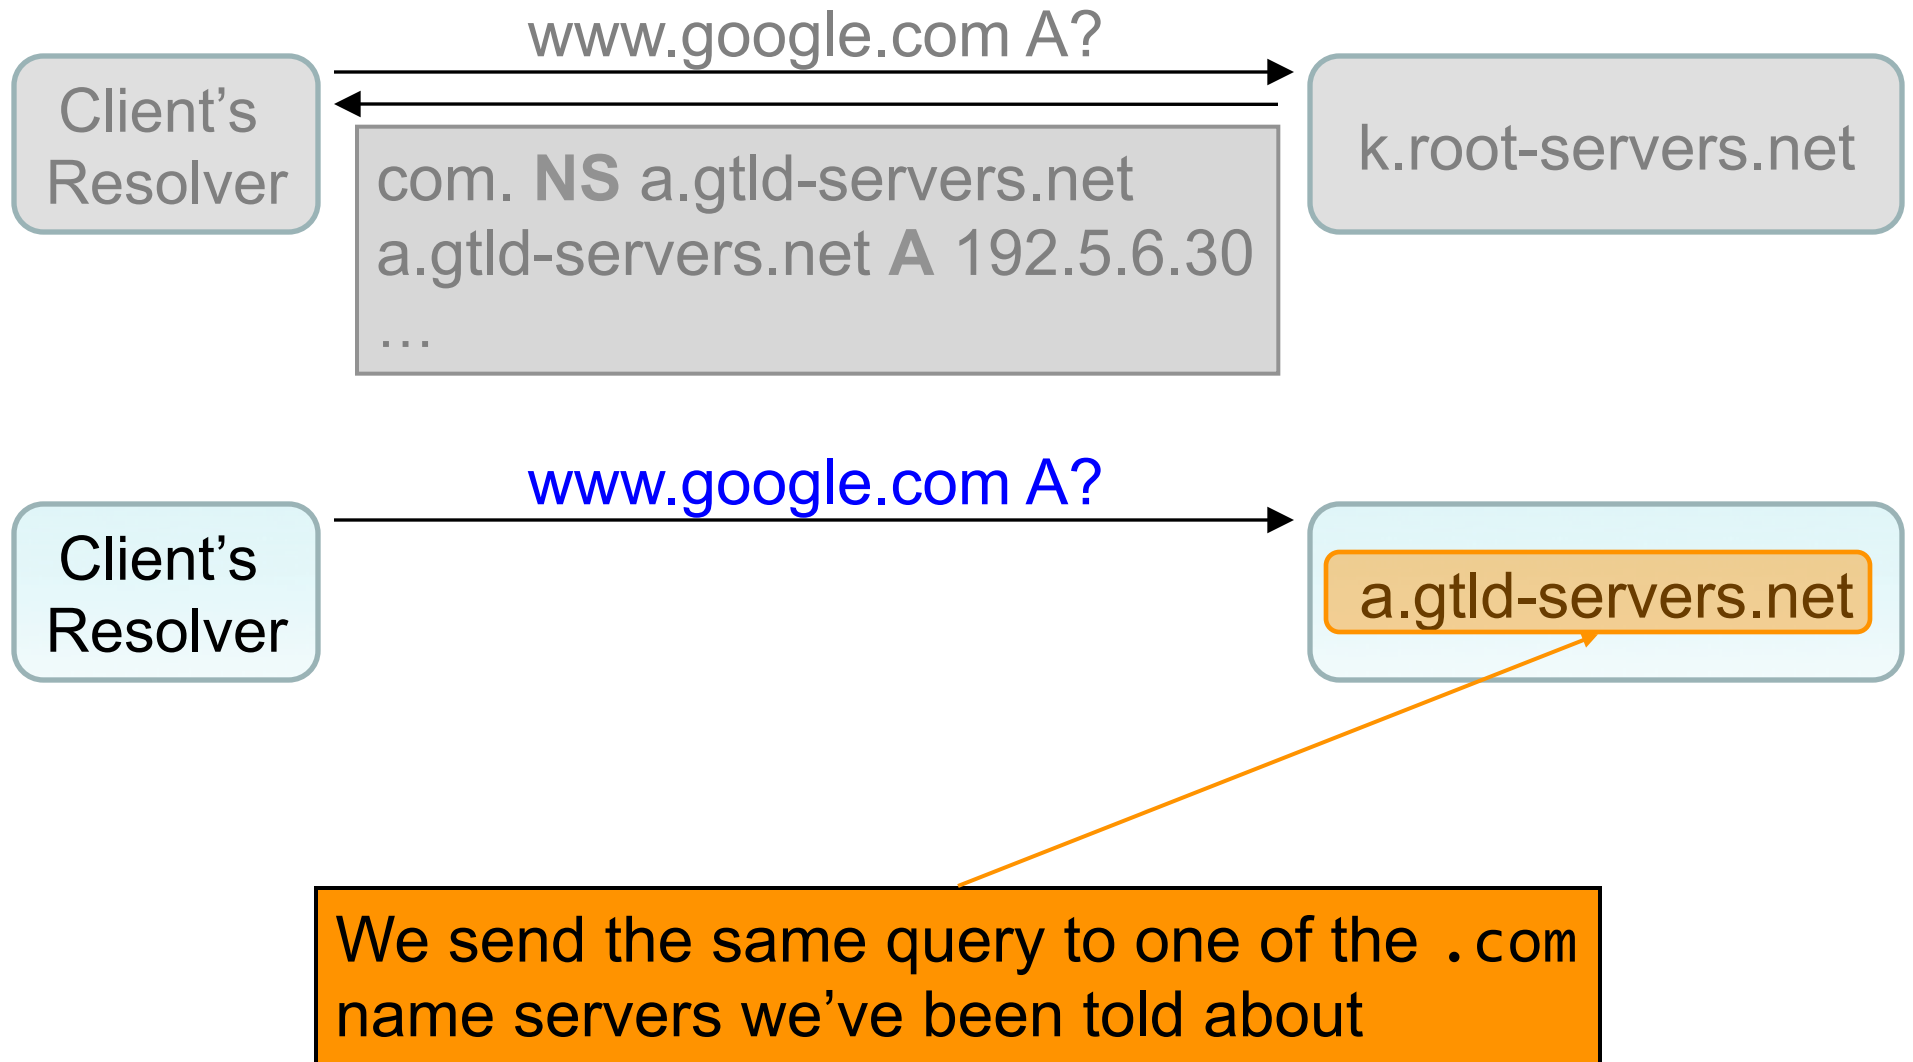 www.google.com A?
Client’s
Resolver
k.root-servers.net
com. NS a.gtld-servers.net
a.gtld-servers.net A 192.5.6.30
…
www.google.com A?
Client’s
Resolver
a.gtld-servers.net
We send the same query to one of the .com
name servers we’ve been told about